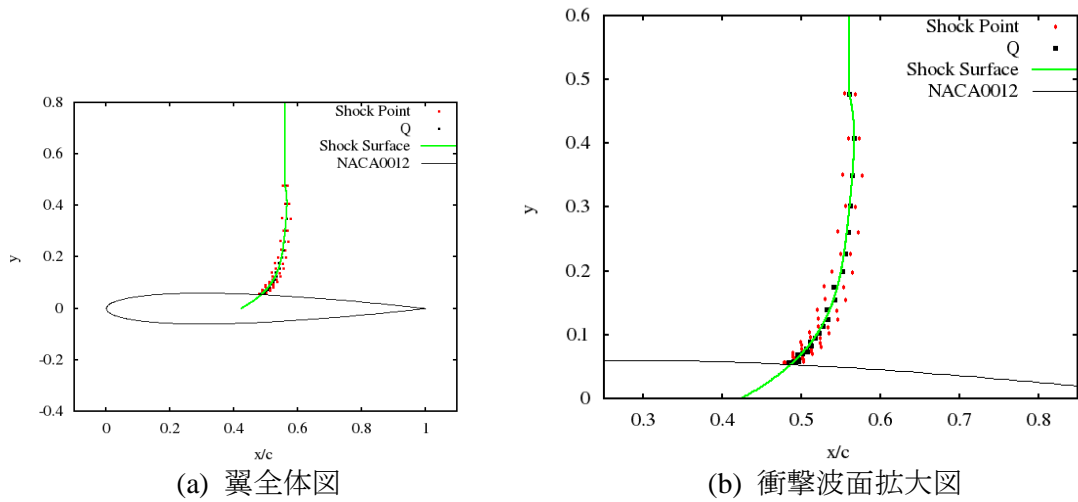 Shock Point
Q
Shock Surface
NACA0012
0.8
0.6
0.4
0.2
0
-0.2
-0.4
y
0 0.2 0.4 0.6 0.8 1
x/c
(a) 翼全体図
Shock Point
Q
Shock Surface
NACA0012
0.6
0.5
0.4
0.3
0.2
0.1
0
y
0.3 0.4 0.5 0.6 0.7 0.8
x/c
(b) 衝撃波面拡大図